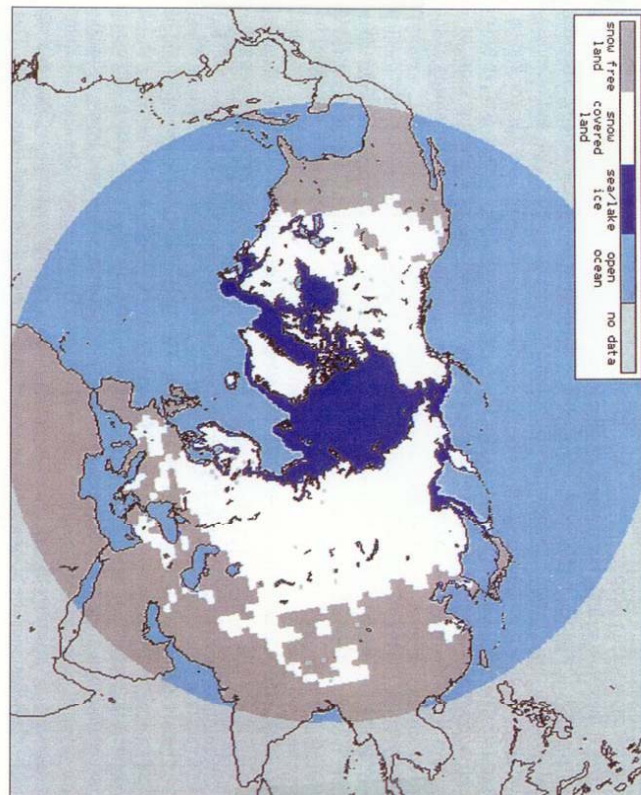 snow free
land
snow
covered
land
sea/lake
ice
open
ocean
no data